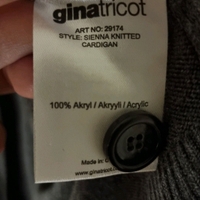 ginatricot
ART NO: 29174
STYLE: SIENNA KNITTED
CARDIGAN
100% Akryl / Akryyli / Acrylic
Made in:
www.ginatricot